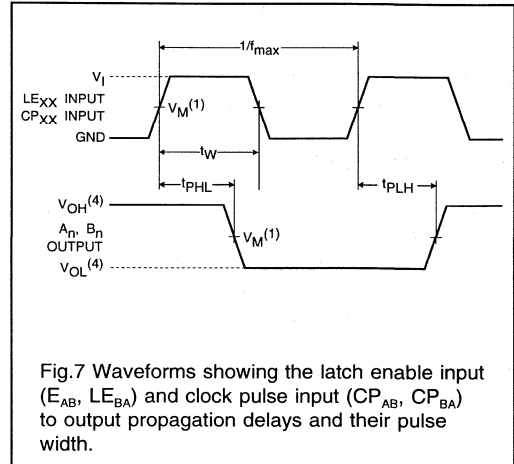 1/fmax
VI
LEXX INPUT
CPXX INPUT
VM(1)
GND
tW
tPHL
tPLH
VOH(4)
An, Bn
OUTPUT
VM(1)
VOL(4)
Fig.7 Waveforms showing the latch enable input
(EAB, LEBA) and clock pulse input (CPAB, CPBA)
to output propagation delays and their pulse
width.